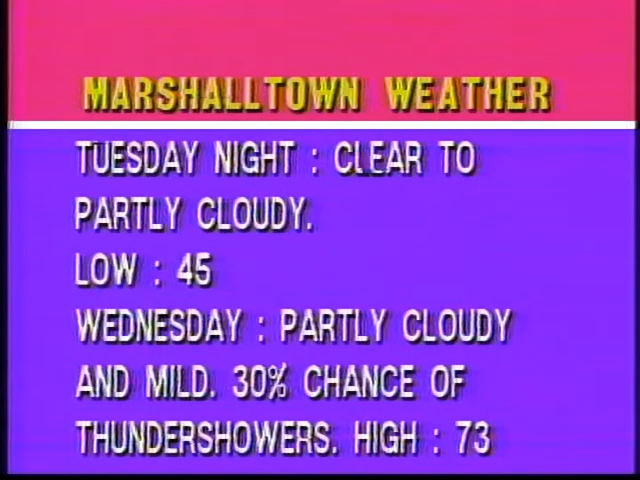 MARSHALLTOWN WEATHER
TUESDAY NIGHT : CLEAR TO
PARTLY CLOUDY.
LOW : 45
WEDNESDAY : PARTLY CLOUDY
AND MILD. 30% CHANCE OF
THUNDERSHOWERS. HIGH : 73